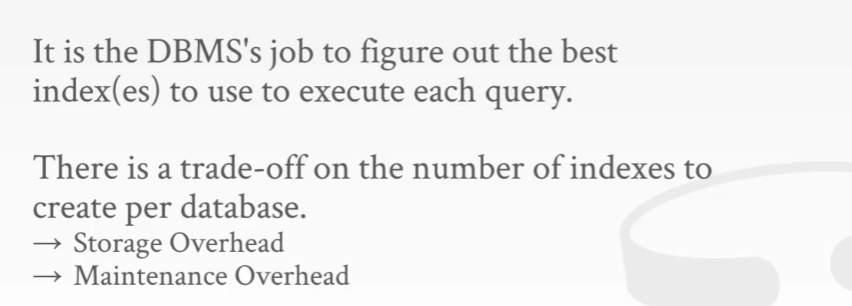 It is the DBMS's job to figure out the best
index(es) to use to execute each query.
There is a trade-off on the number of indexes to
create per database.
→ Storage Overhead
→ Maintenance Overhead